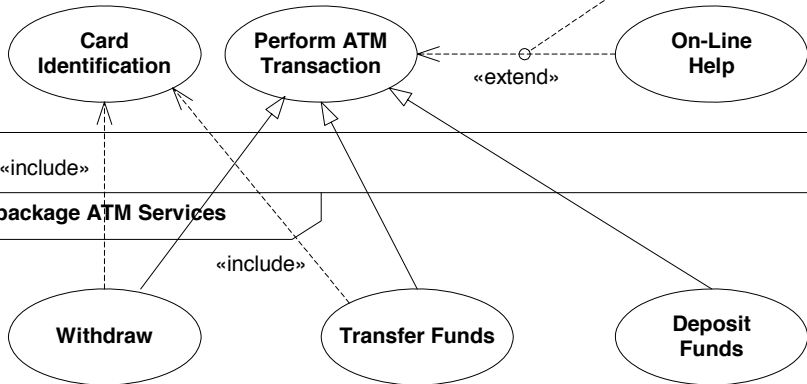 Card
Identification
Perform ATM
Transaction
«extend»
On-Line
Help
«include»
package ATM Services
«include»
Withdraw
Transfer Funds
Deposit
Funds